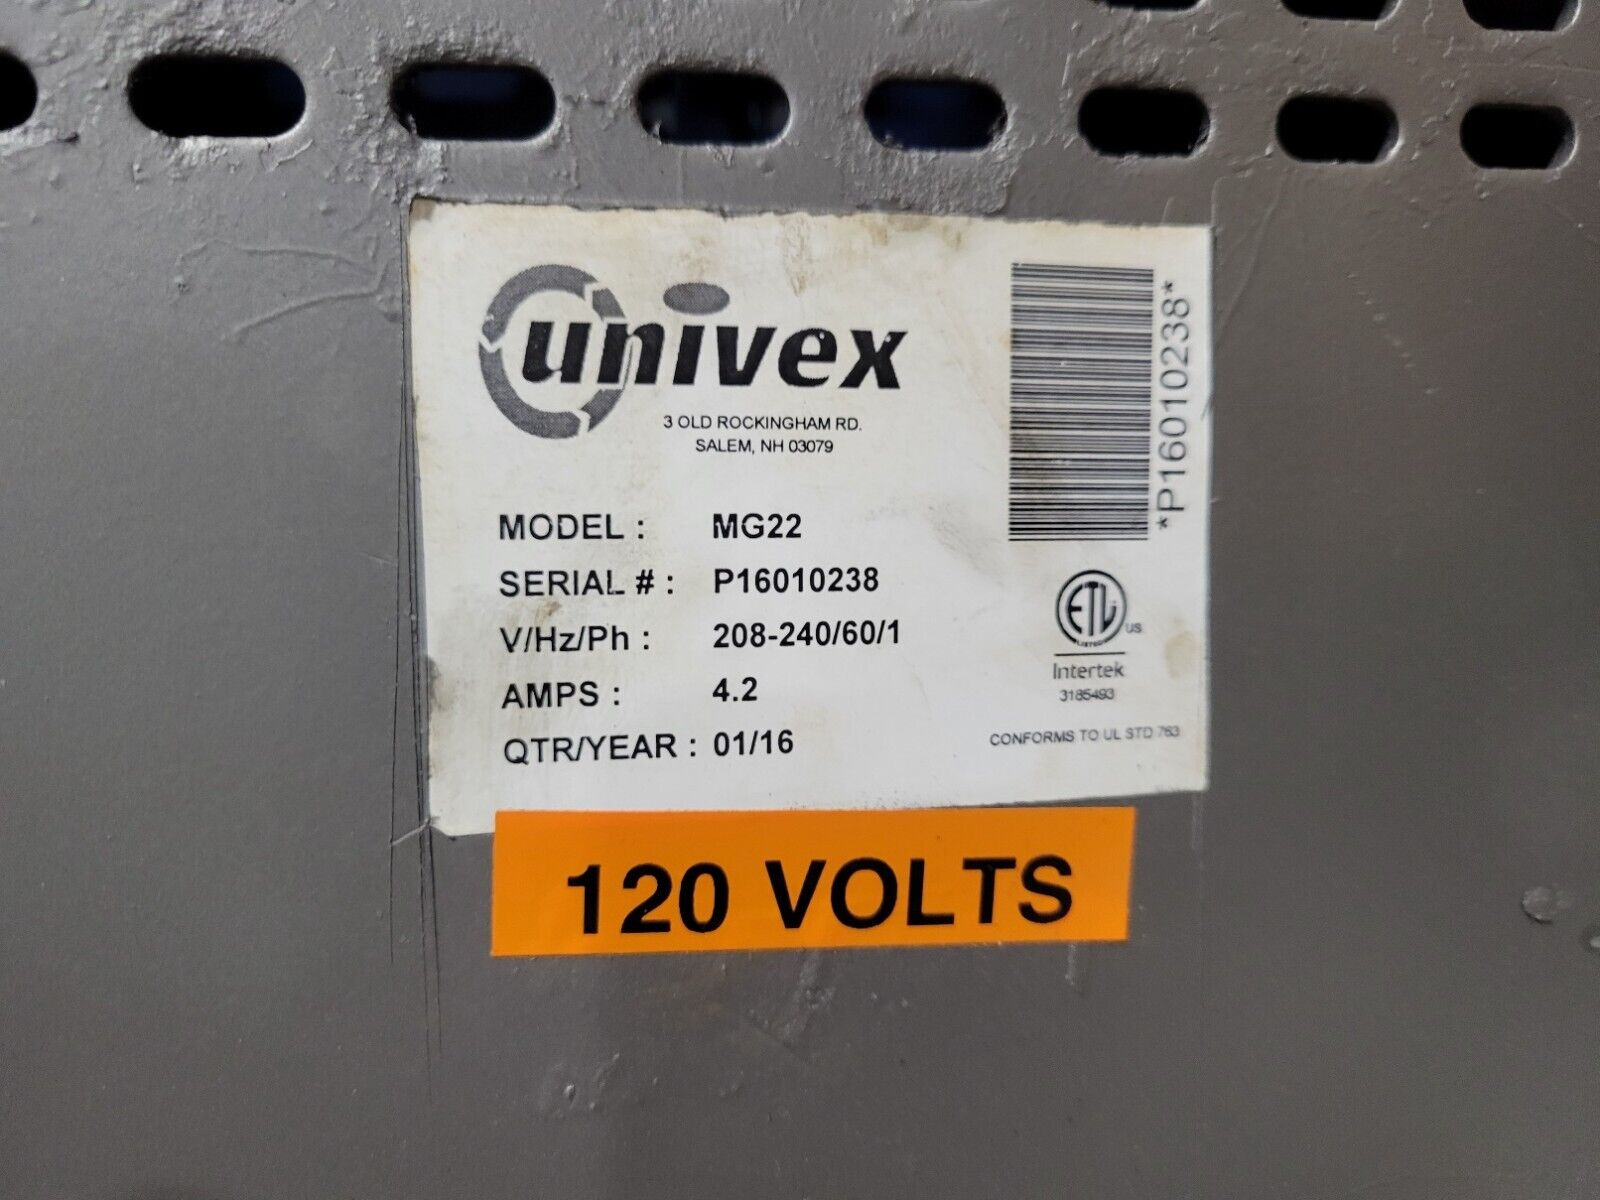 univex
3 OLD ROCKINGHAM RD.
SALEM, NH 03079
*P16010238*
MODEL : MG22
SERIAL # : P16010238
V/Hz/Ph : 208-240/60/1
AMPS : 4.2
QTR/YEAR : 01/16
ETL
LISTED
US
Intertek
3185493
CONFORMS TO UL STD 763
120 VOLTS